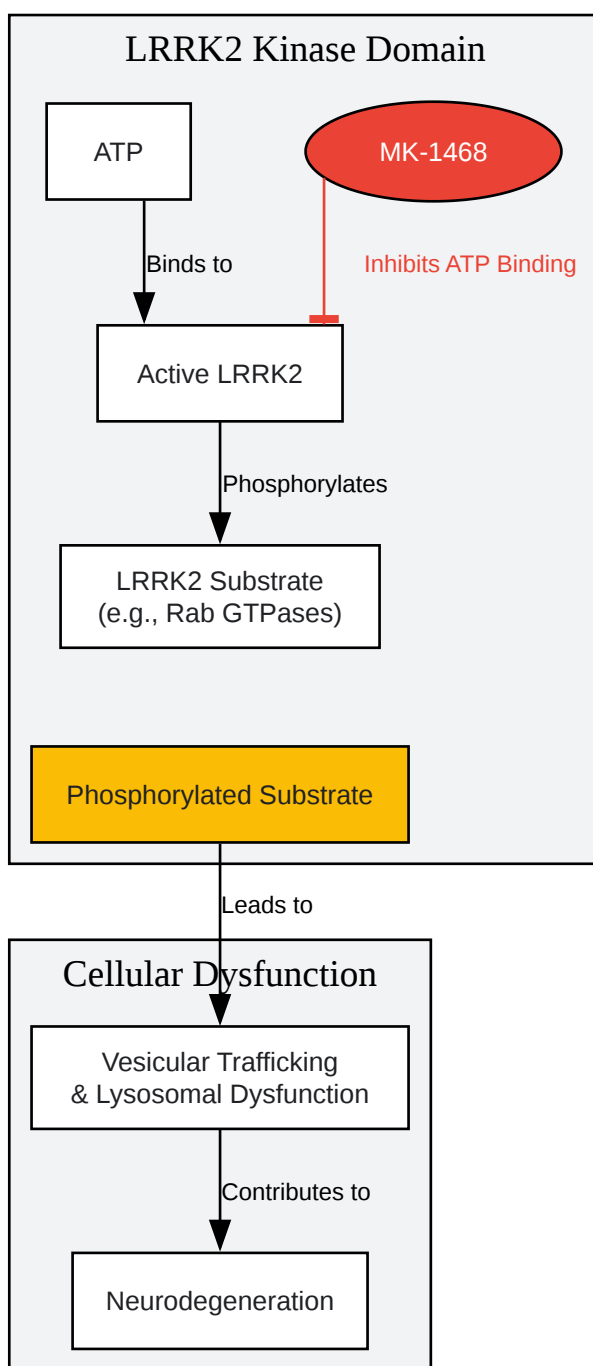 LRRK2 Kinase Domain
ATP
MK-1468
Binds to
Inhibits ATP Binding
Active LRRK2
Phosphorylates
LRRK2 Substrate
(e.g., Rab GTPases)
Phosphorylated Substrate
Leads to
Cellular Dysfunction
Vesicular Trafficking
& Lysosomal Dysfunction
Contributes to
Neurodegeneration